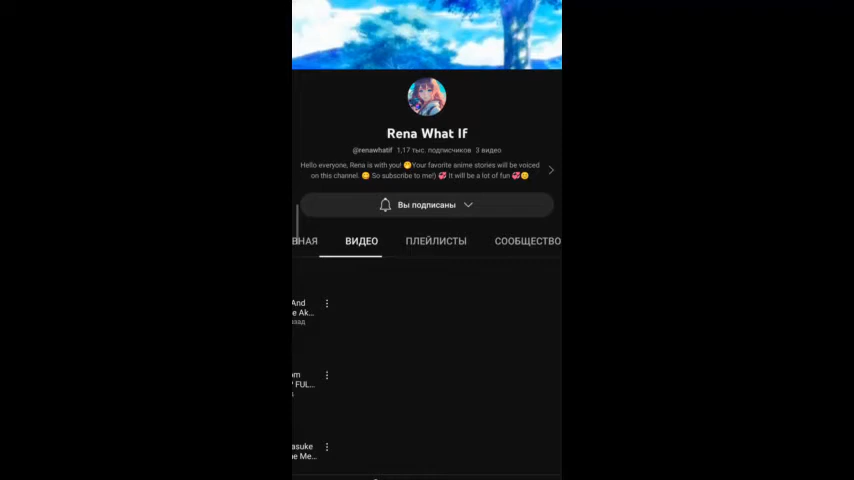 Rena What If
@renawhatif 1,17 тыс. подписчиков 3 видео
Hello everyone, Rena is with you! 🤭Your favorite anime stories will be voiced
on this channel. 😋 So subscribe to me!) 💞 It will be a lot of fun 💞😊
Вы подписаны
ВНАЯ ВИДЕО ПЛЕЙЛИСТЫ СООБЩЕСТВО
And
e Ak...
азад
om
" FUL...
asuke
e Me...